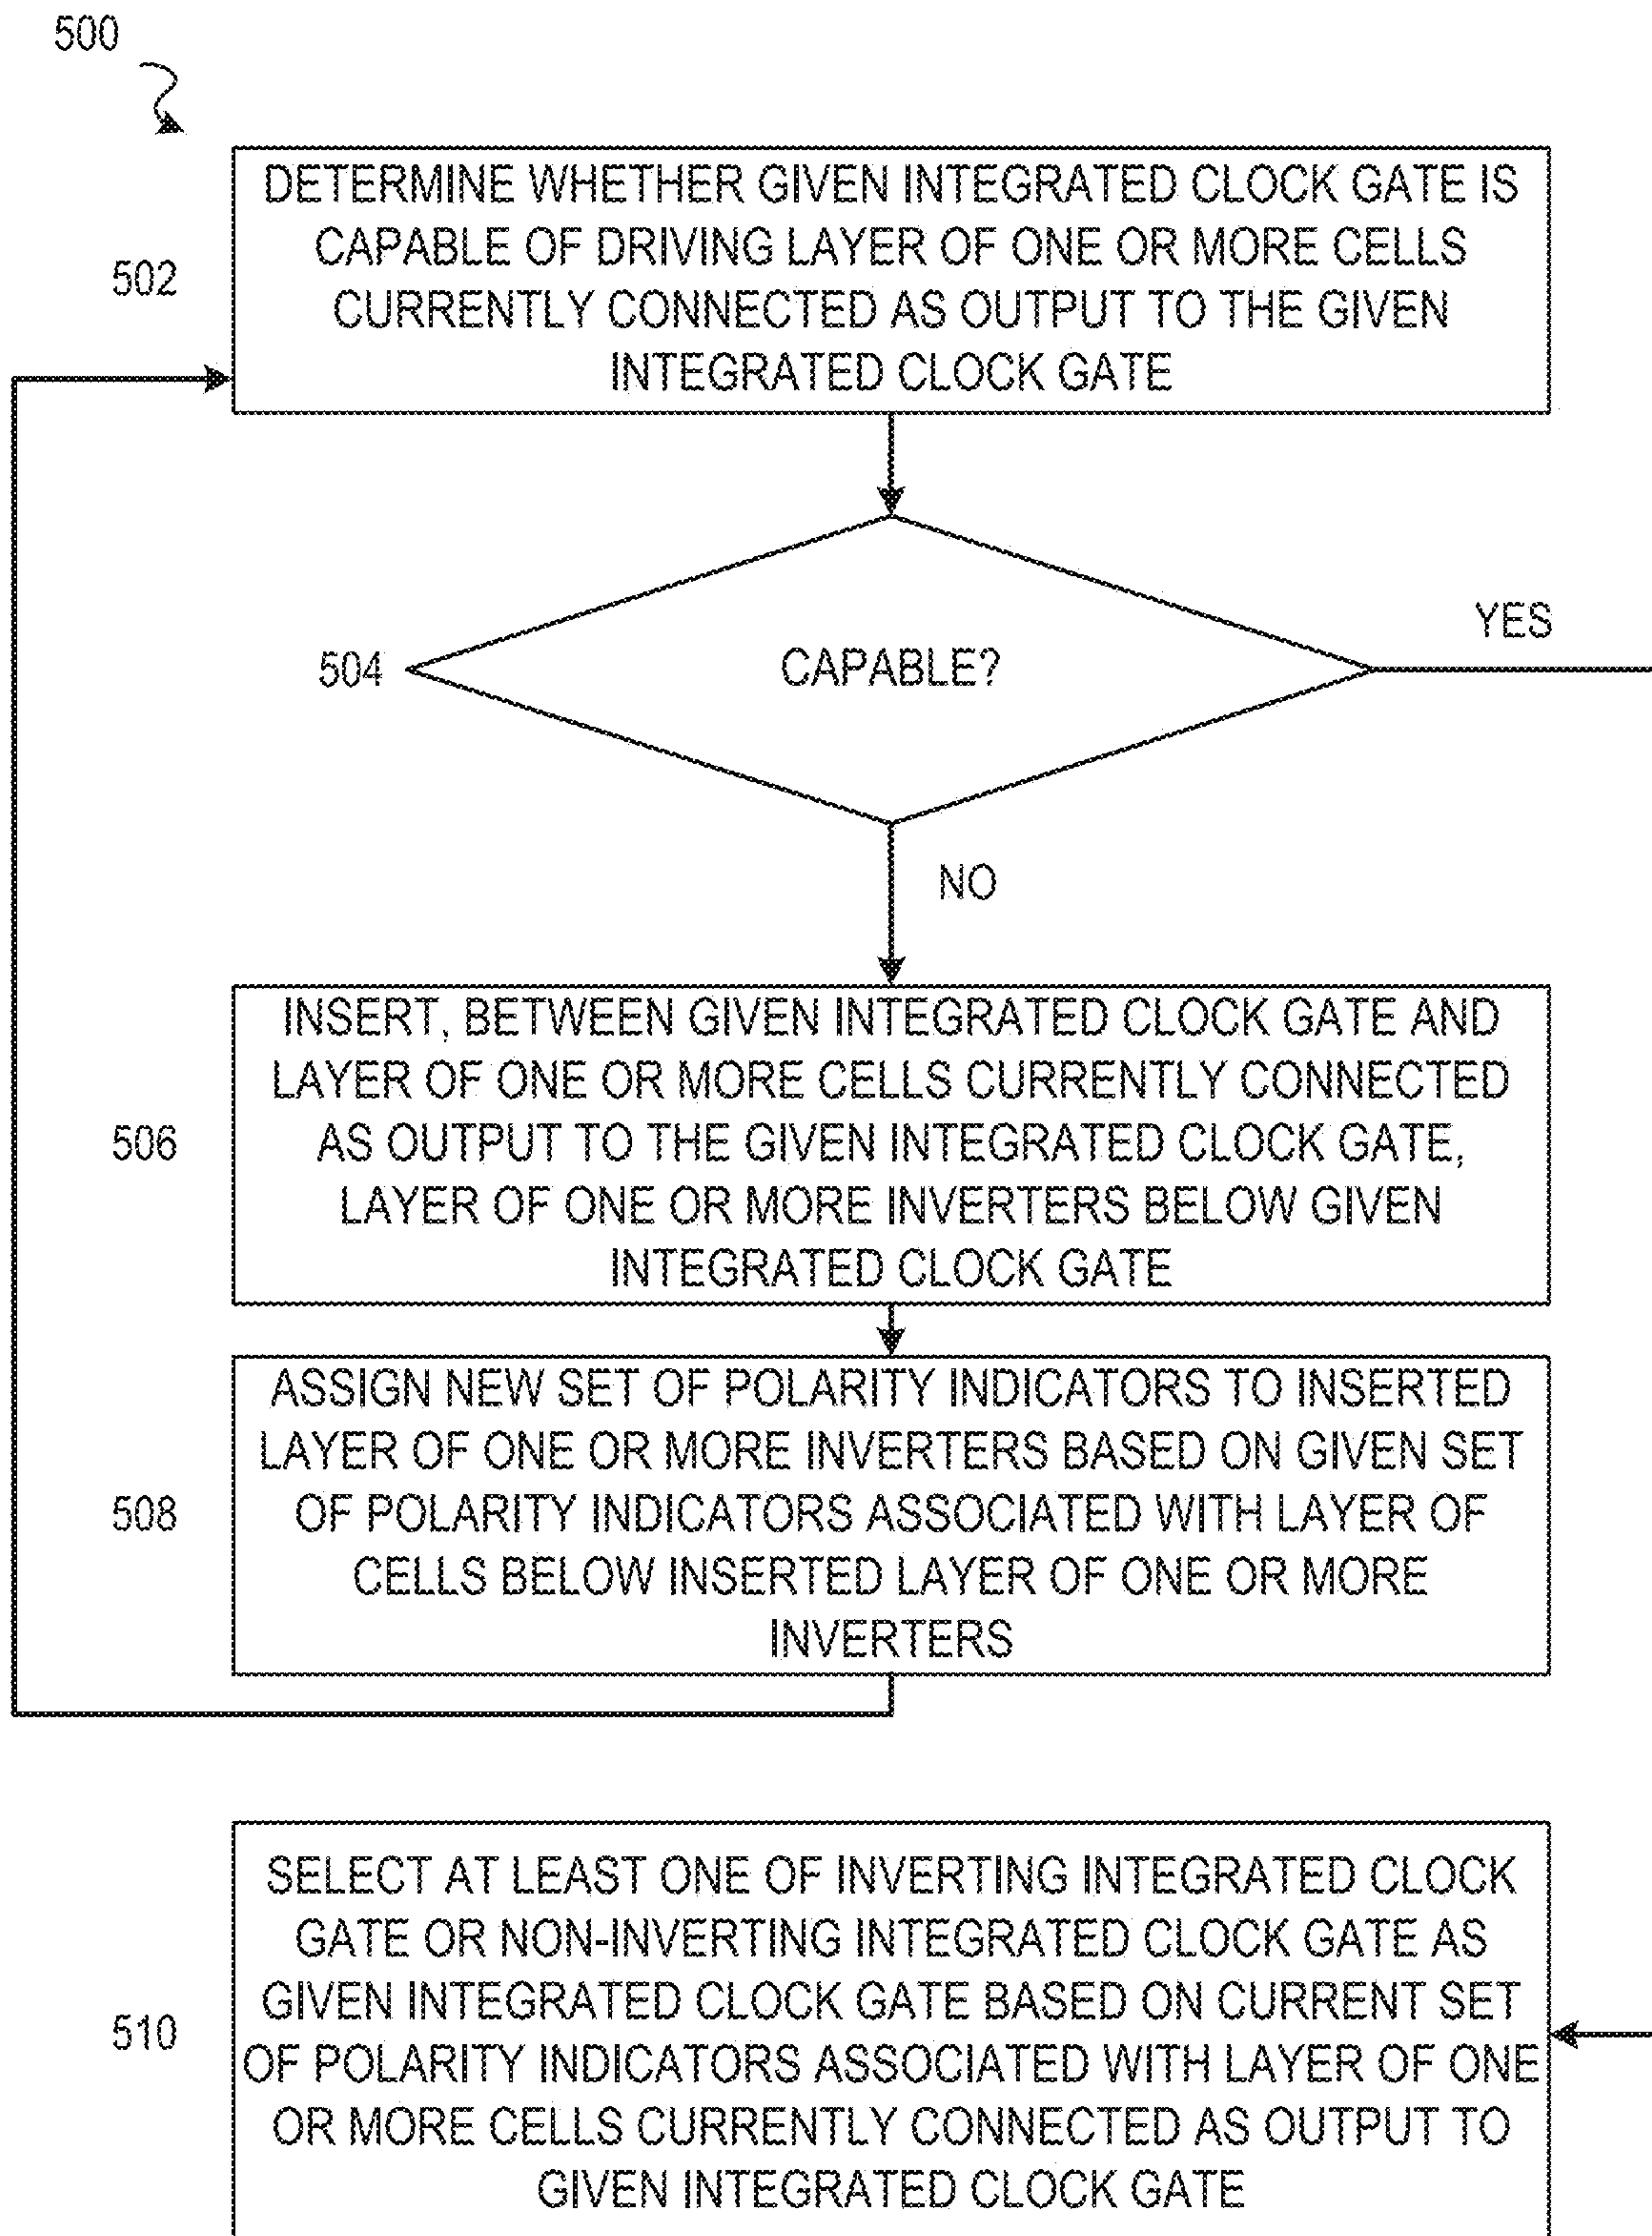 500
DETERMINE WHETHER GIVEN INTEGRATED CLOCK GATE IS
CAPABLE OF DRIVING LAYER OF ONE OR MORE CELLS
CURRENTLY CONNECTED AS OUTPUT TO THE GIVEN
INTEGRATED CLOCK GATE
502
CAPABLE?
504
YES
NO
INSERT, BETWEEN GIVEN INTEGRATED CLOCK GATE AND
LAYER OF ONE OR MORE CELLS CURRENTLY CONNECTED
AS OUTPUT TO THE GIVEN INTEGRATED CLOCK GATE,
LAYER OF ONE OR MORE INVERTERS BELOW GIVEN
INTEGRATED CLOCK GATE
506
ASSIGN NEW SET OF POLARITY INDICATORS TO INSERTED
LAYER OF ONE OR MORE INVERTERS BASED ON GIVEN SET
OF POLARITY INDICATORS ASSOCIATED WITH LAYER OF
CELLS BELOW INSERTED LAYER OF ONE OR MORE
INVERTERS
508
SELECT AT LEAST ONE OF INVERTING INTEGRATED CLOCK
GATE OR NON-INVERTING INTEGRATED CLOCK GATE AS
GIVEN INTEGRATED CLOCK GATE BASED ON CURRENT SET
OF POLARITY INDICATORS ASSOCIATED WITH LAYER OF ONE
OR MORE CELLS CURRENTLY CONNECTED AS OUTPUT TO
GIVEN INTEGRATED CLOCK GATE
510